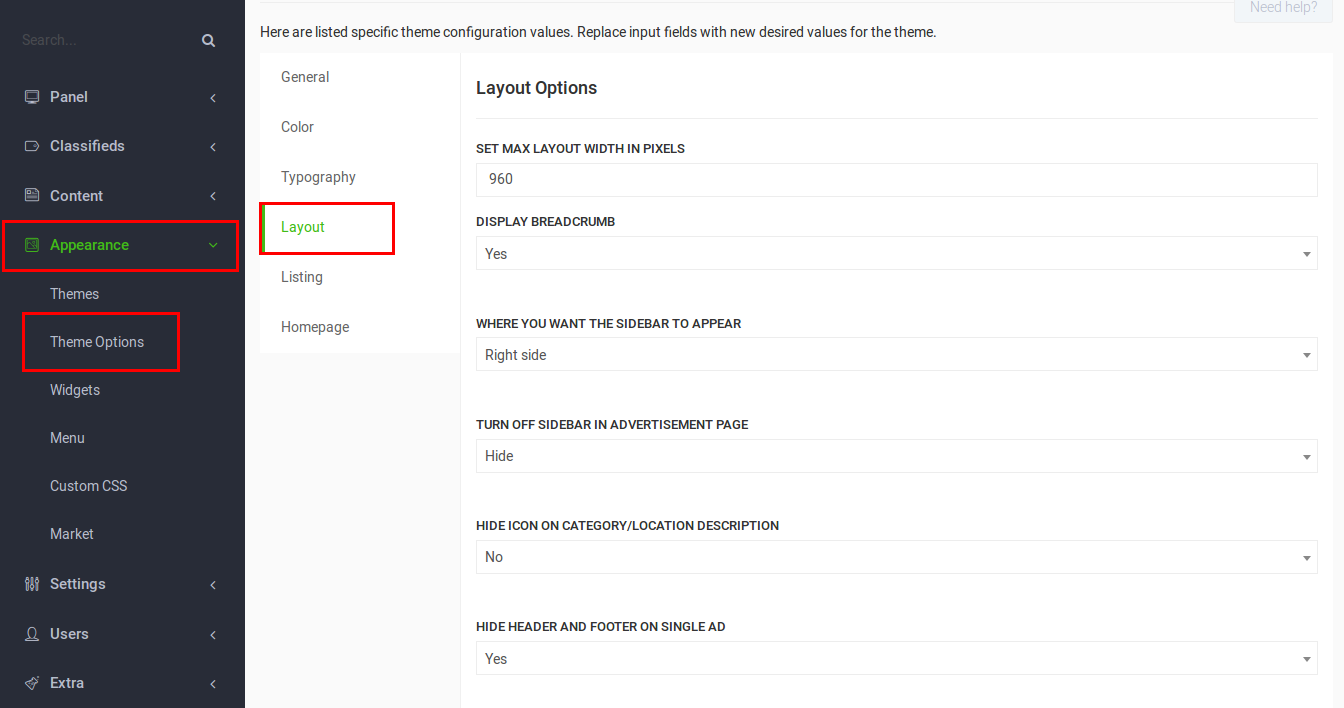 Search...
Panel
Classifieds
Content
Appearance
Themes
Theme Options
Widgets
Menu
Custom CSS
Market
Settings
Users
Extra
Need help?
Here are listed specific theme configuration values. Replace input fields with new desired values for the theme.
General
Color
Typography
Layout
Listing
Homepage
Layout Options
SET MAX LAYOUT WIDTH IN PIXELS
960
DISPLAY BREADCRUMB
Yes
WHERE YOU WANT THE SIDEBAR TO APPEAR
Right side
TURN OFF SIDEBAR IN ADVERTISEMENT PAGE
Hide
HIDE ICON ON CATEGORY/LOCATION DESCRIPTION
No
HIDE HEADER AND FOOTER ON SINGLE AD
Yes